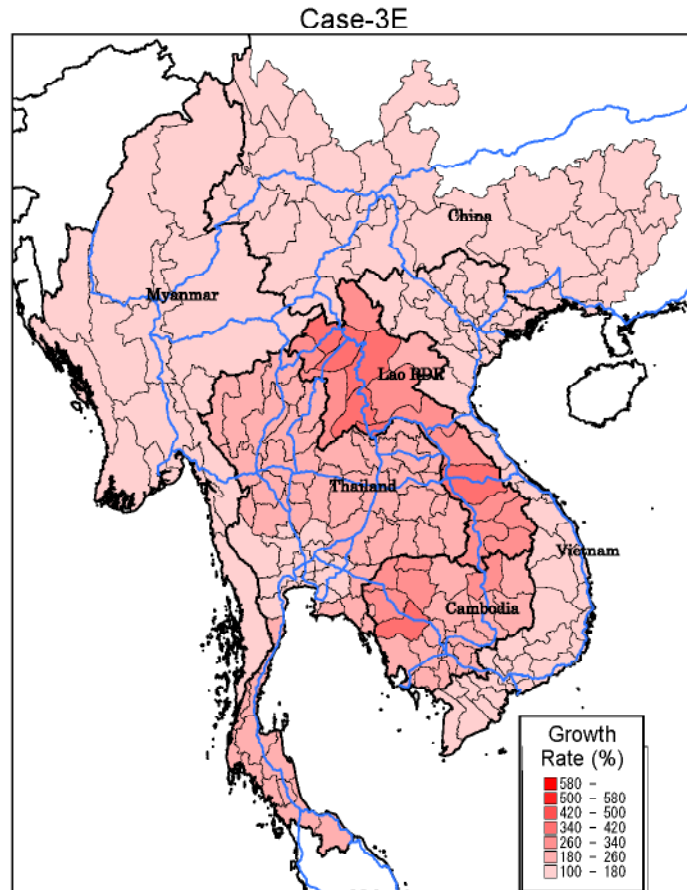 Case-3E
China
Myanmar
Lao PDR
Thailand
Vietnam
Cambodia
Growth
Rate (%)
580 -
500 - 580
420 - 500
340 - 420
260 - 340
180 - 260
100 - 180